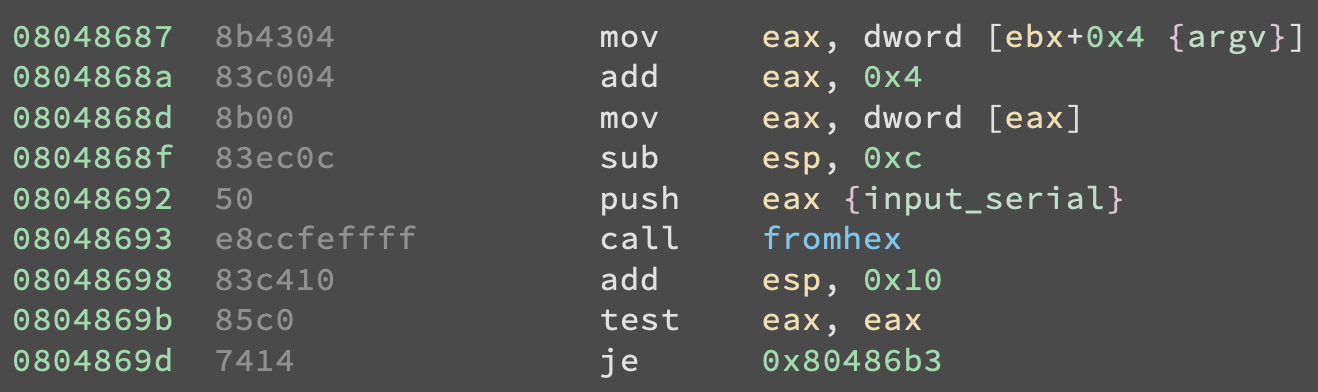 08048687 8b4304 mov eax, dword [ebx+0x4 {argv}]
0804868a 83c004 add eax, 0x4
0804868d 8b00 mov eax, dword [eax]
0804868f 83ec0c sub esp, 0xc
08048692 50 push eax {input_serial}
08048693 e8ccfeffff call fromhex
08048698 83c410 add esp, 0x10
0804869b 85c0 test eax, eax
0804869d 7414 je 0x80486b3